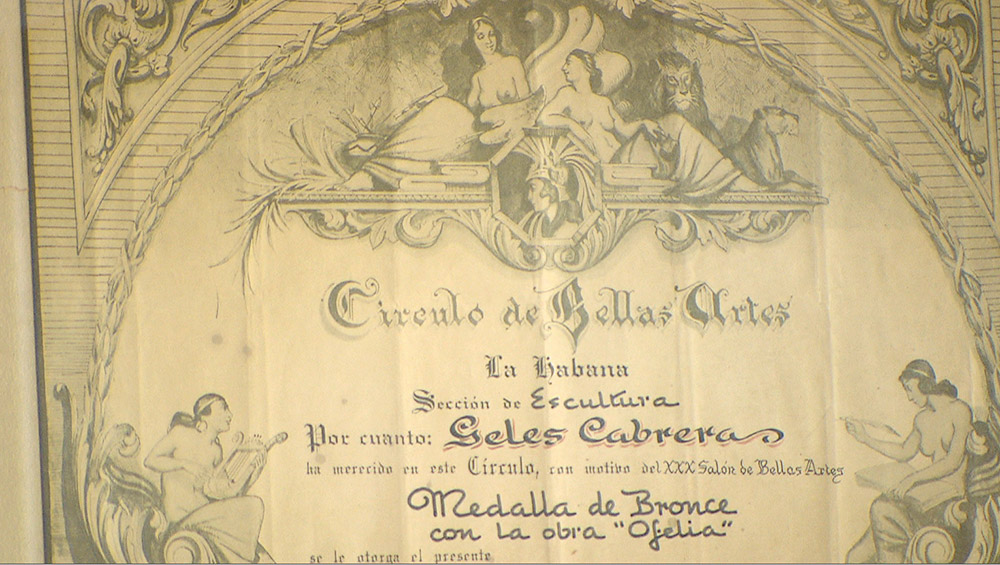 Circulo de Bellas Artes
La Habana
Sección de Escultura
Por cuanto: Geles Cabrera
ha merecido en este Círculo, con motivo del XXX Salón de Bellas Artes
Medalla de Bronce
con la obra "Ofelia"
se le otorga el presente